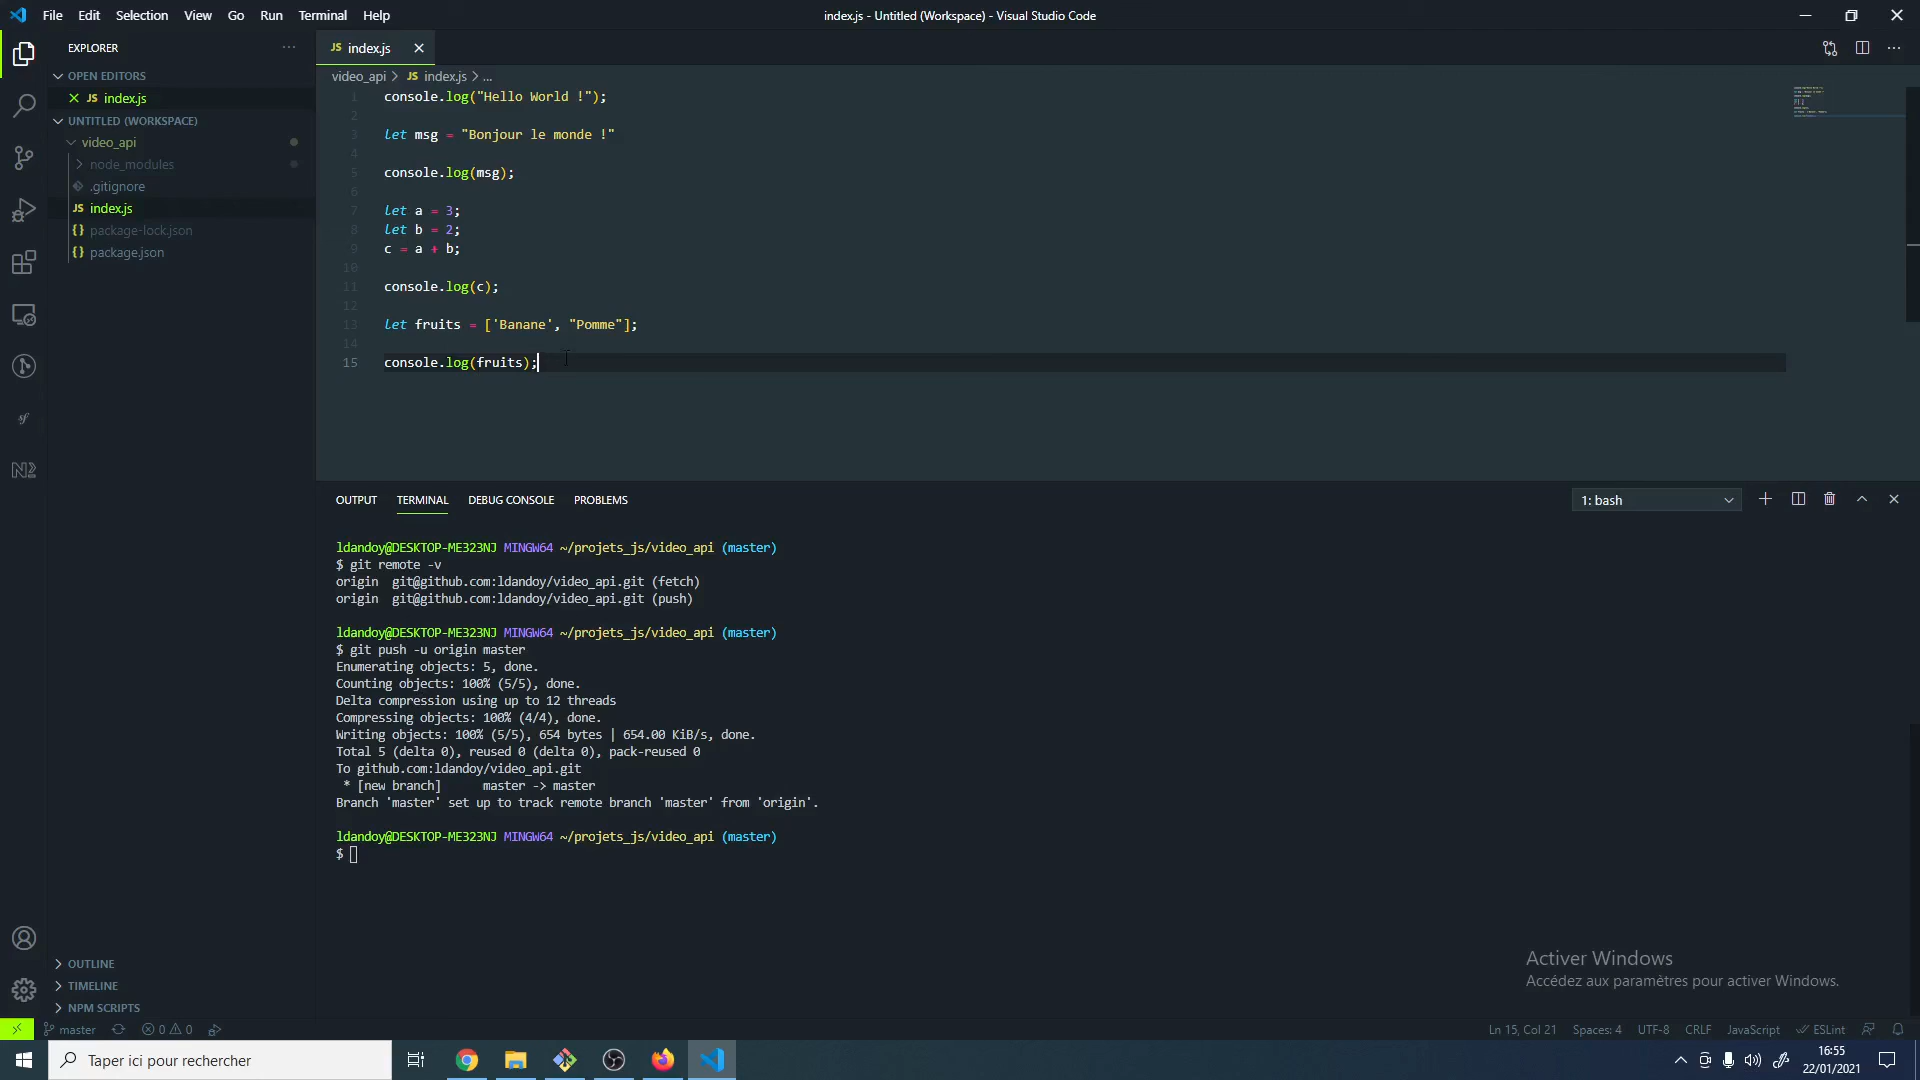 File Edit Selection View Go Run Terminal Help
index.js - Untitled (Workspace) - Visual Studio Code
EXPLORER
OPEN EDITORS
JS index.js
UNTITLED (WORKSPACE)
video_api
node_modules
.gitignore
JS index.js
{} package-lock.json
{} package.json
OUTLINE
TIMELINE
NPM SCRIPTS
JS index.js
video_api > JS index.js > ...
1 console.log("Hello World !");
2
3 let msg = "Bonjour le monde !"
4
5 console.log(msg);
6
7 let a = 3;
8 let b = 2;
9 c = a + b;
10
11 console.log(c);
12
13 let fruits = ['Banane', "Pomme"];
14
15 console.log(fruits);
OUTPUT TERMINAL DEBUG CONSOLE PROBLEMS
1: bash
ldandoy@DESKTOP-ME323NJ MINGW64 ~/projets_js/video_api (master)
$ git remote -v
origin git@github.com:ldandoy/video_api.git (fetch)
origin git@github.com:ldandoy/video_api.git (push)
ldandoy@DESKTOP-ME323NJ MINGW64 ~/projets_js/video_api (master)
$ git push -u origin master
Enumerating objects: 5, done.
Counting objects: 100% (5/5), done.
Delta compression using up to 12 threads
Compressing objects: 100% (4/4), done.
Writing objects: 100% (5/5), 654 bytes | 654.00 KiB/s, done.
Total 5 (delta 0), reused 0 (delta 0), pack-reused 0
To github.com:ldandoy/video_api.git
* [new branch] master -> master
Branch 'master' set up to track remote branch 'master' from 'origin'.
ldandoy@DESKTOP-ME323NJ MINGW64 ~/projets_js/video_api (master)
$
Activer Windows
Accédez aux paramètres pour activer Windows.
master 0 0
Ln 15, Col 21 Spaces: 4 UTF-8 CRLF JavaScript ESLint
Taper ici pour rechercher
16:55
22/01/2021